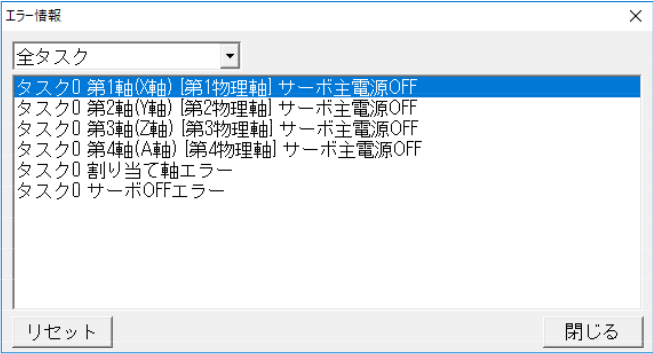 エラー情報
全タスク
タスク0 第1軸(X軸) [第1物理軸] サーボ主電源OFF
タスク0 第2軸(Y軸) [第2物理軸] サーボ主電源OFF
タスク0 第3軸(Z軸) [第3物理軸] サーボ主電源OFF
タスク0 第4軸(A軸) [第4物理軸] サーボ主電源OFF
タスク0 割り当て軸エラー
タスク0 サーボOFFエラー
リセット
閉じる